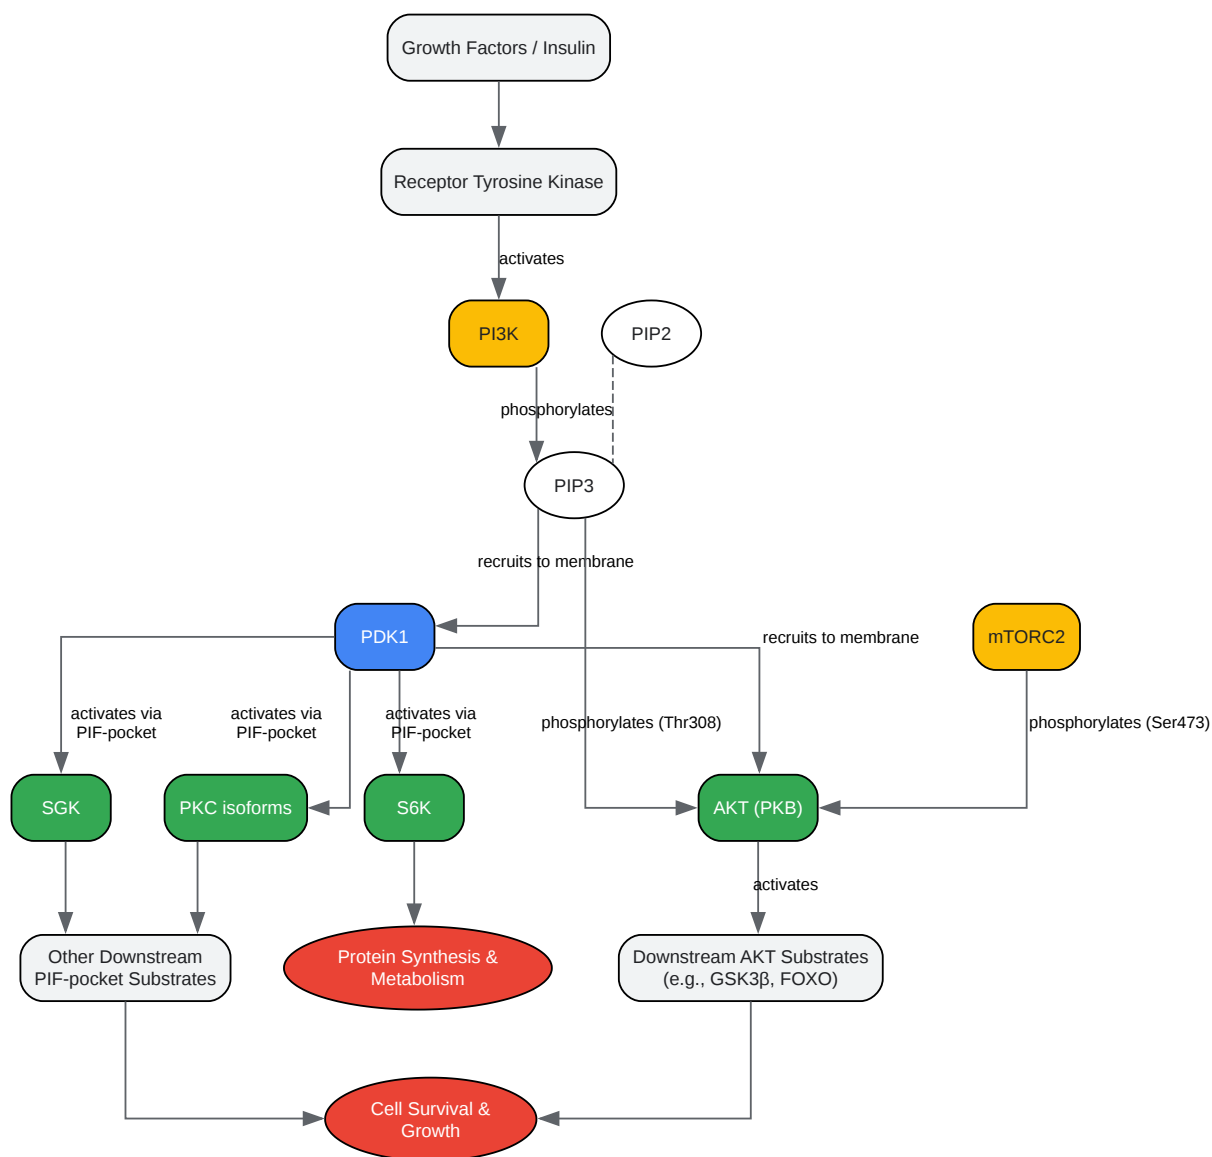 Growth Factors / Insulin
Receptor Tyrosine Kinase
activates
PI3K
PIP2
phosphorylates
PIP3
recruits to membrane
PDK1
recruits to membrane
mTORC2
activates via
PIF-pocket
activates via
PIF-pocket
activates via
PIF-pocket
phosphorylates (Thr308)
phosphorylates (Ser473)
SGK
PKC isoforms
S6K
AKT (PKB)
activates
Other Downstream
PIF-pocket Substrates
Protein Synthesis &
Metabolism
Downstream AKT Substrates
(e.g., GSK3β, FOXO)
Cell Survival &
Growth